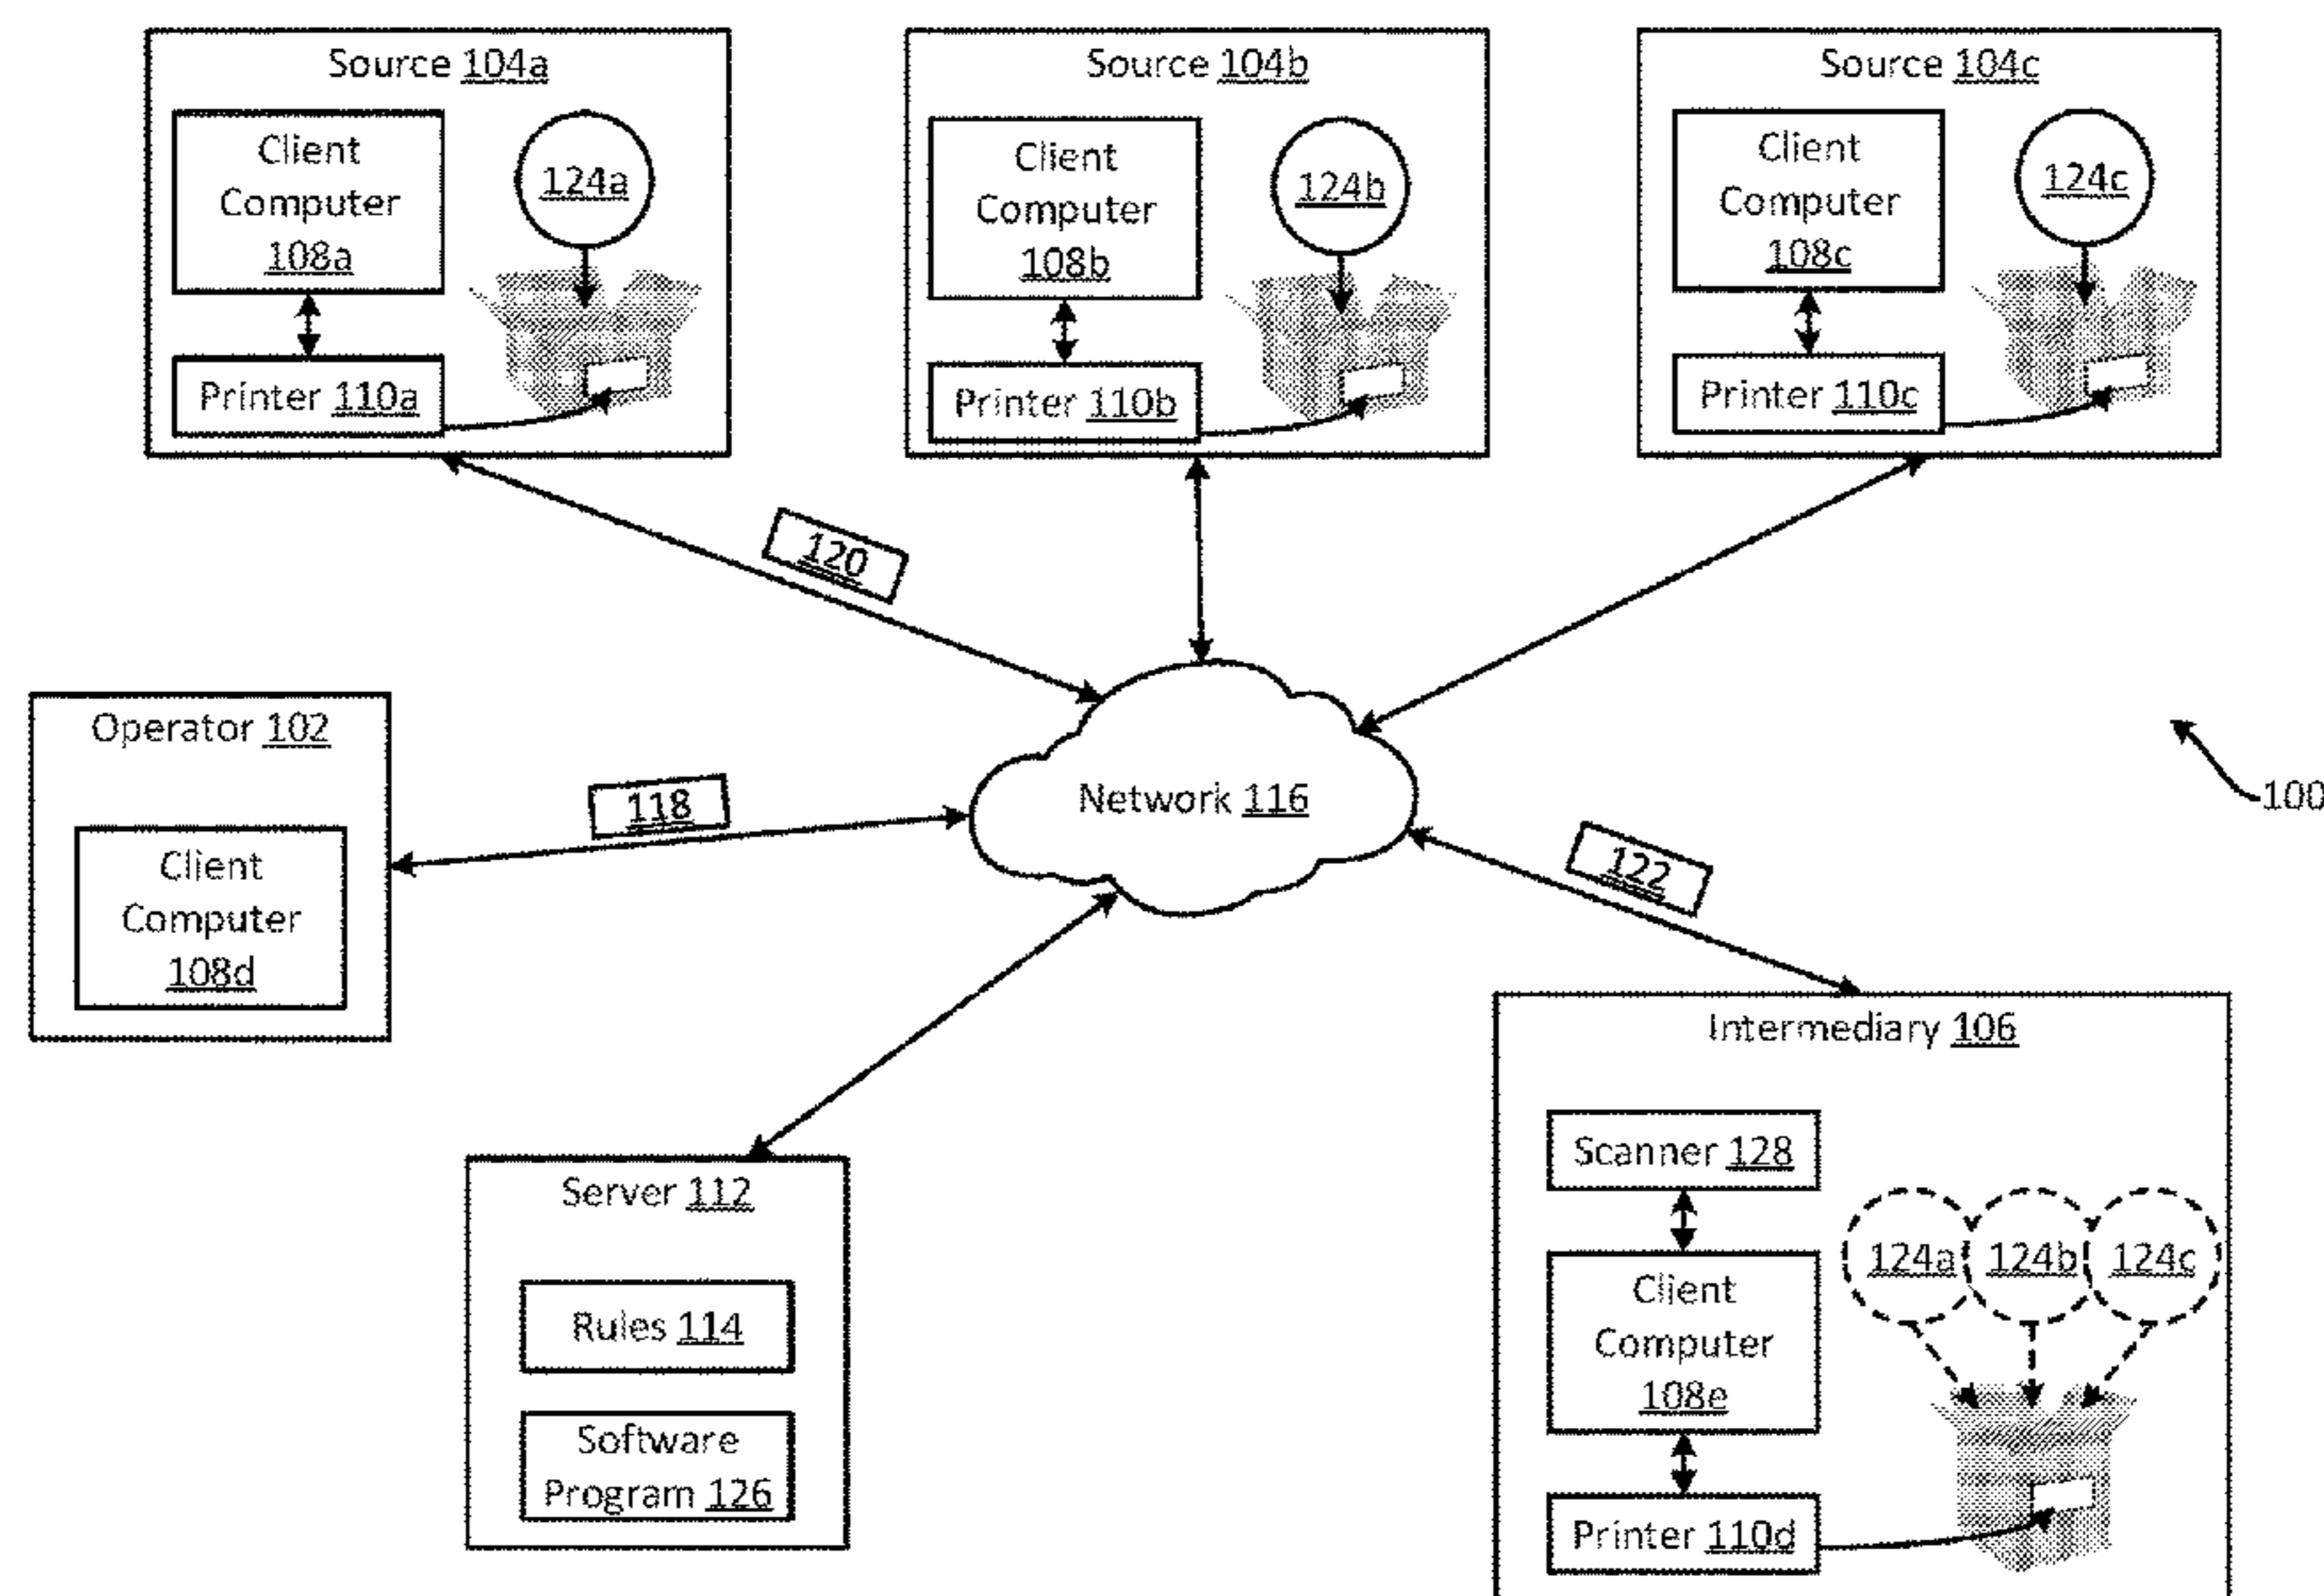 Source 104a
Client
Computer
108a
124a
Printer 110a
Source 104b
Client
Computer
108b
124b
Printer 110b
Source 104c
Client
Computer
108c
124c
Printer 110c
120
Operator 102
Client
Computer
108d
118
Network 116
100
122
Server 112
Rules 114
Software
Program 126
Intermediary 106
Scanner 128
124a 124b 124c
Client
Computer
108e
Printer 110d